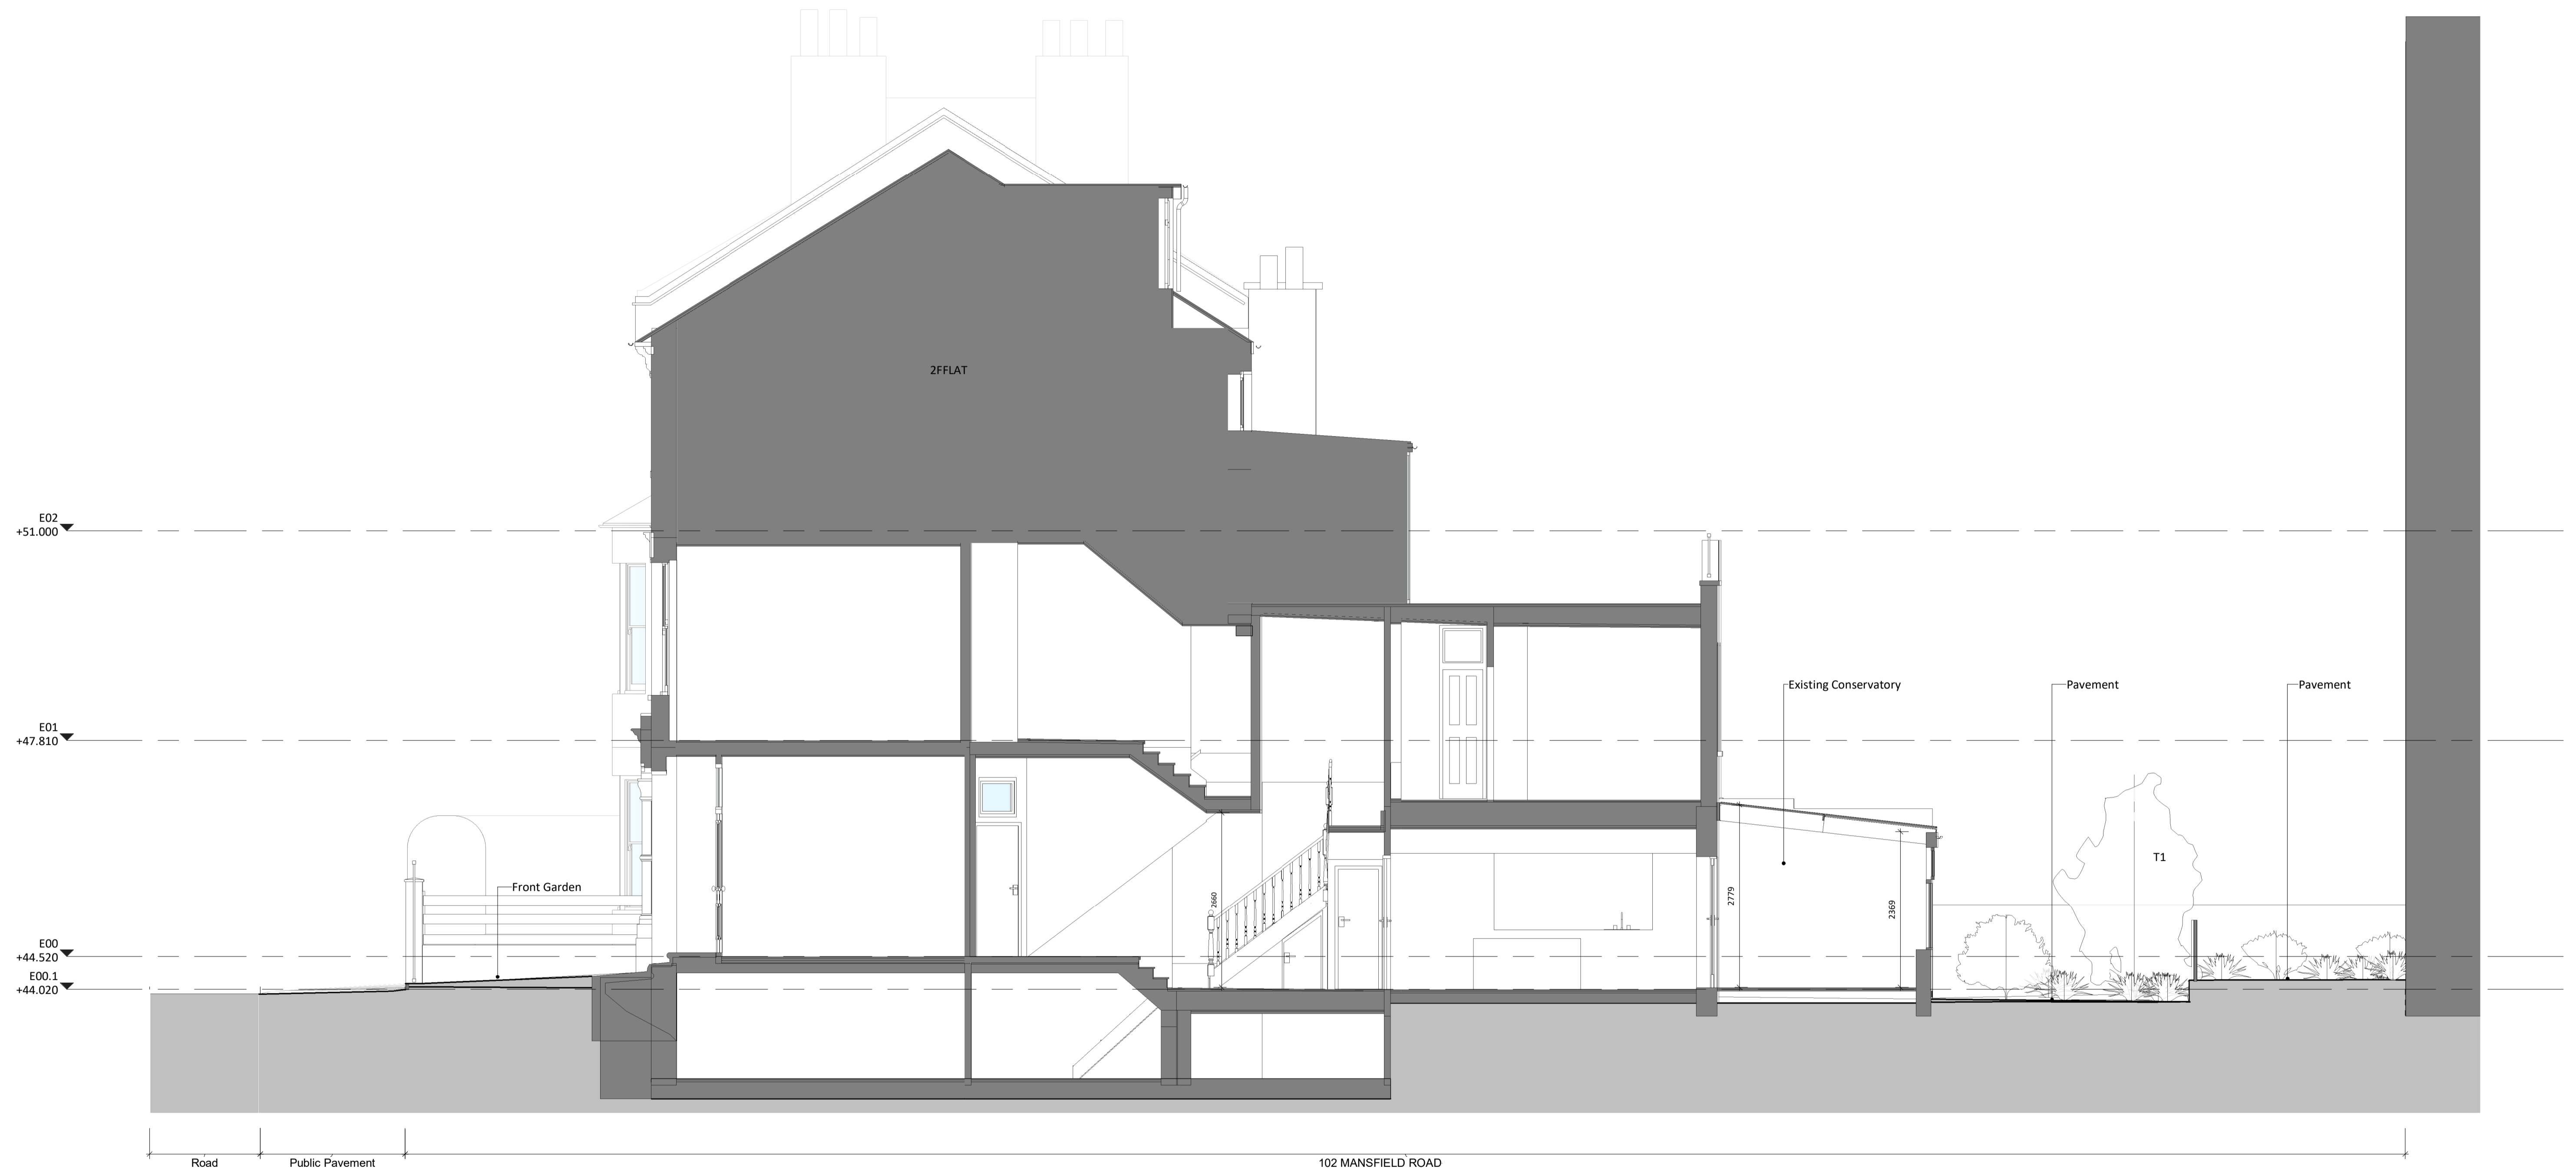 2FFLAT
E02
+51.000
Existing Conservatory
Pavement
Pavement
E01
+47.810
T1
Front Garden
2660
2779
2369
E00
+44.520
E00.1
+44.020
Road
Public Pavement
102 MANSFIELD ROAD